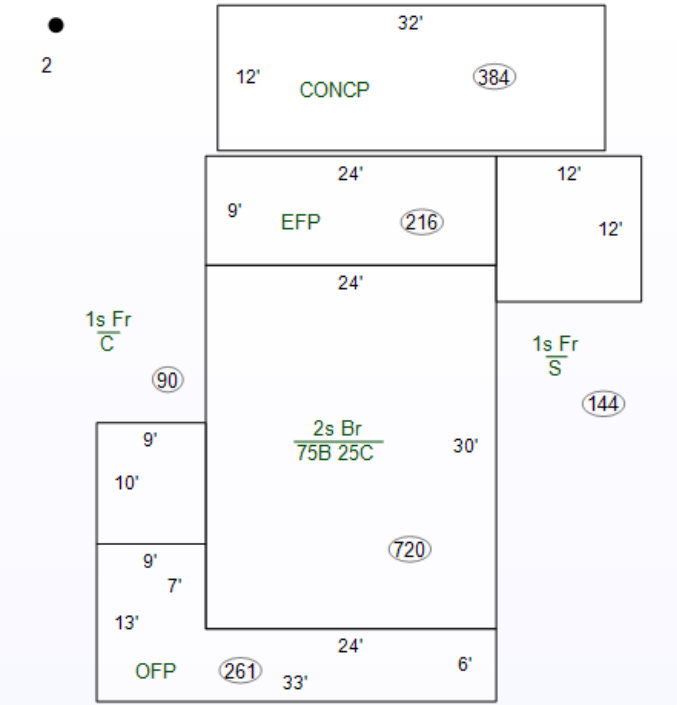 2
32'
12'
CONCP
384
24'
9'
EFP
216
12'
12'
24'
1s Fr
C
90
1s Fr
S
144
2s Br
75B 25C
30'
720
9'
10'
9'
7'
13'
OFP
261
24'
33'
6'